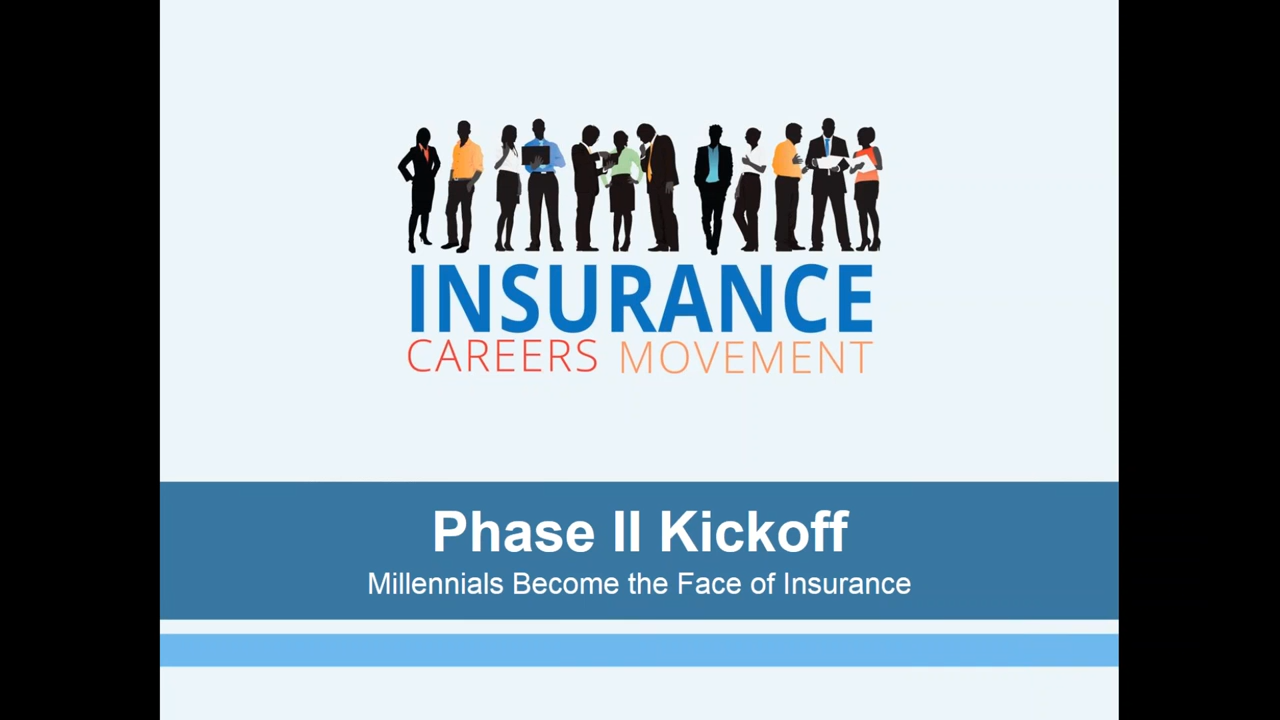 INSURANCE
CAREERS MOVEMENT
Phase II Kickoff
Millennials Become the Face of Insurance